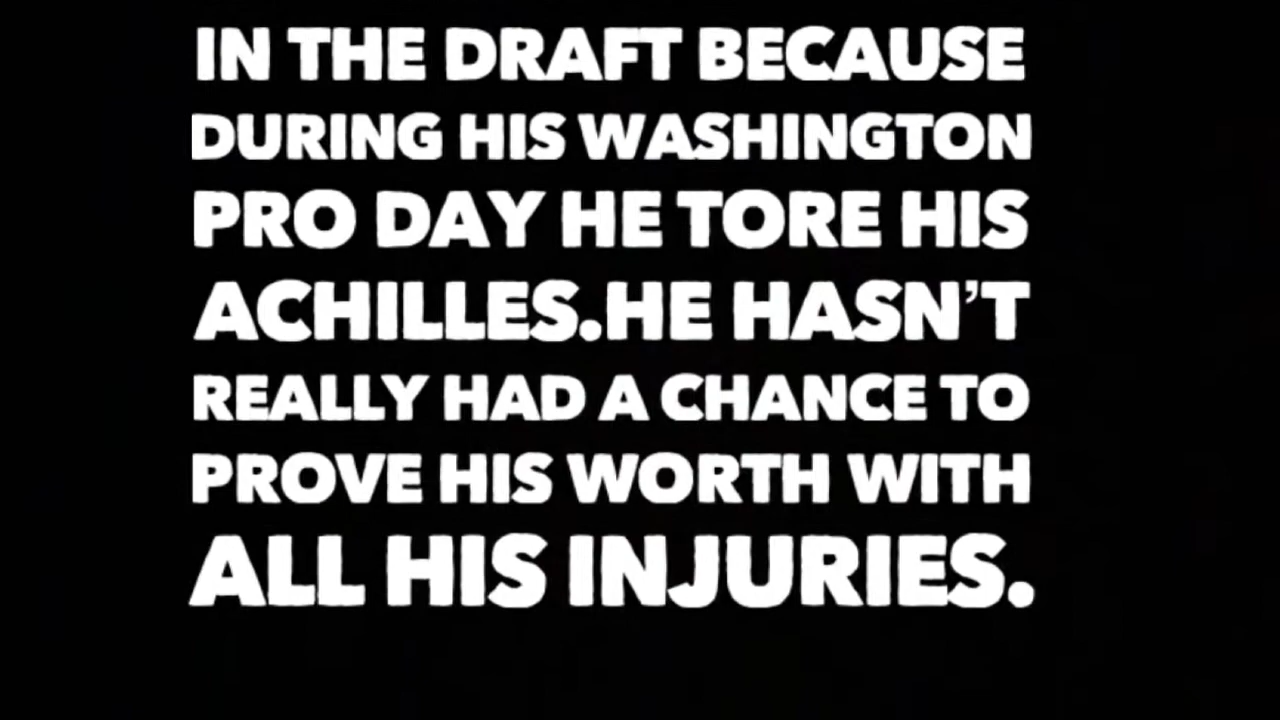 IN THE DRAFT BECAUSE
DURING HIS WASHINGTON
PRO DAY HE TORE HIS
ACHILLES.HE HASN'T
REALLY HAD A CHANCE TO
PROVE HIS WORTH WITH
ALL HIS INJURIES.